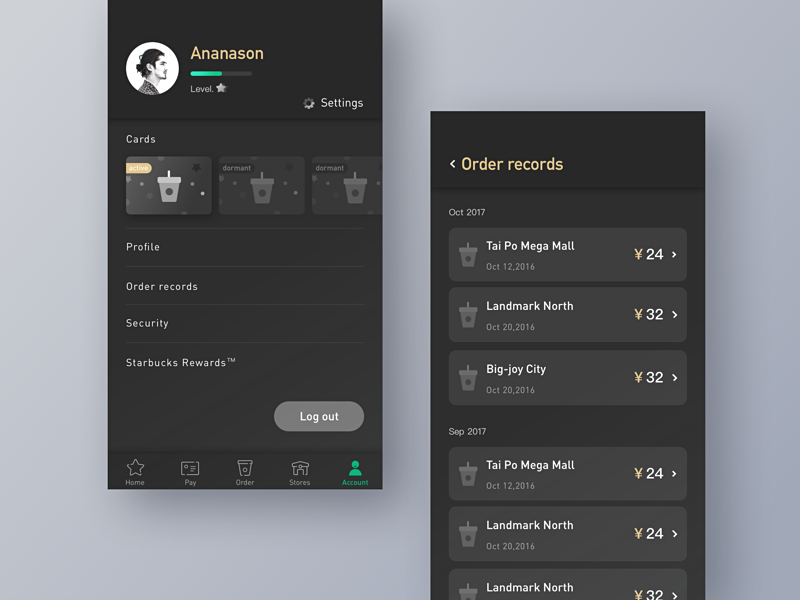 Ananason
Level.
Settings
Cards
active
dormant
dormant
Profile
Order records
Security
Starbucks Rewards™
Log out
Home
Pay
Order
Stores
Account
Order records
Oct 2017
Tai Po Mega Mall
Oct 12,2016
¥ 24
Landmark North
Oct 20,2016
¥ 32
Big-joy City
Oct 20,2016
¥ 32
Sep 2017
Tai Po Mega Mall
Oct 12,2016
¥ 24
Landmark North
Oct 20,2016
¥ 24
Landmark North
¥ 32